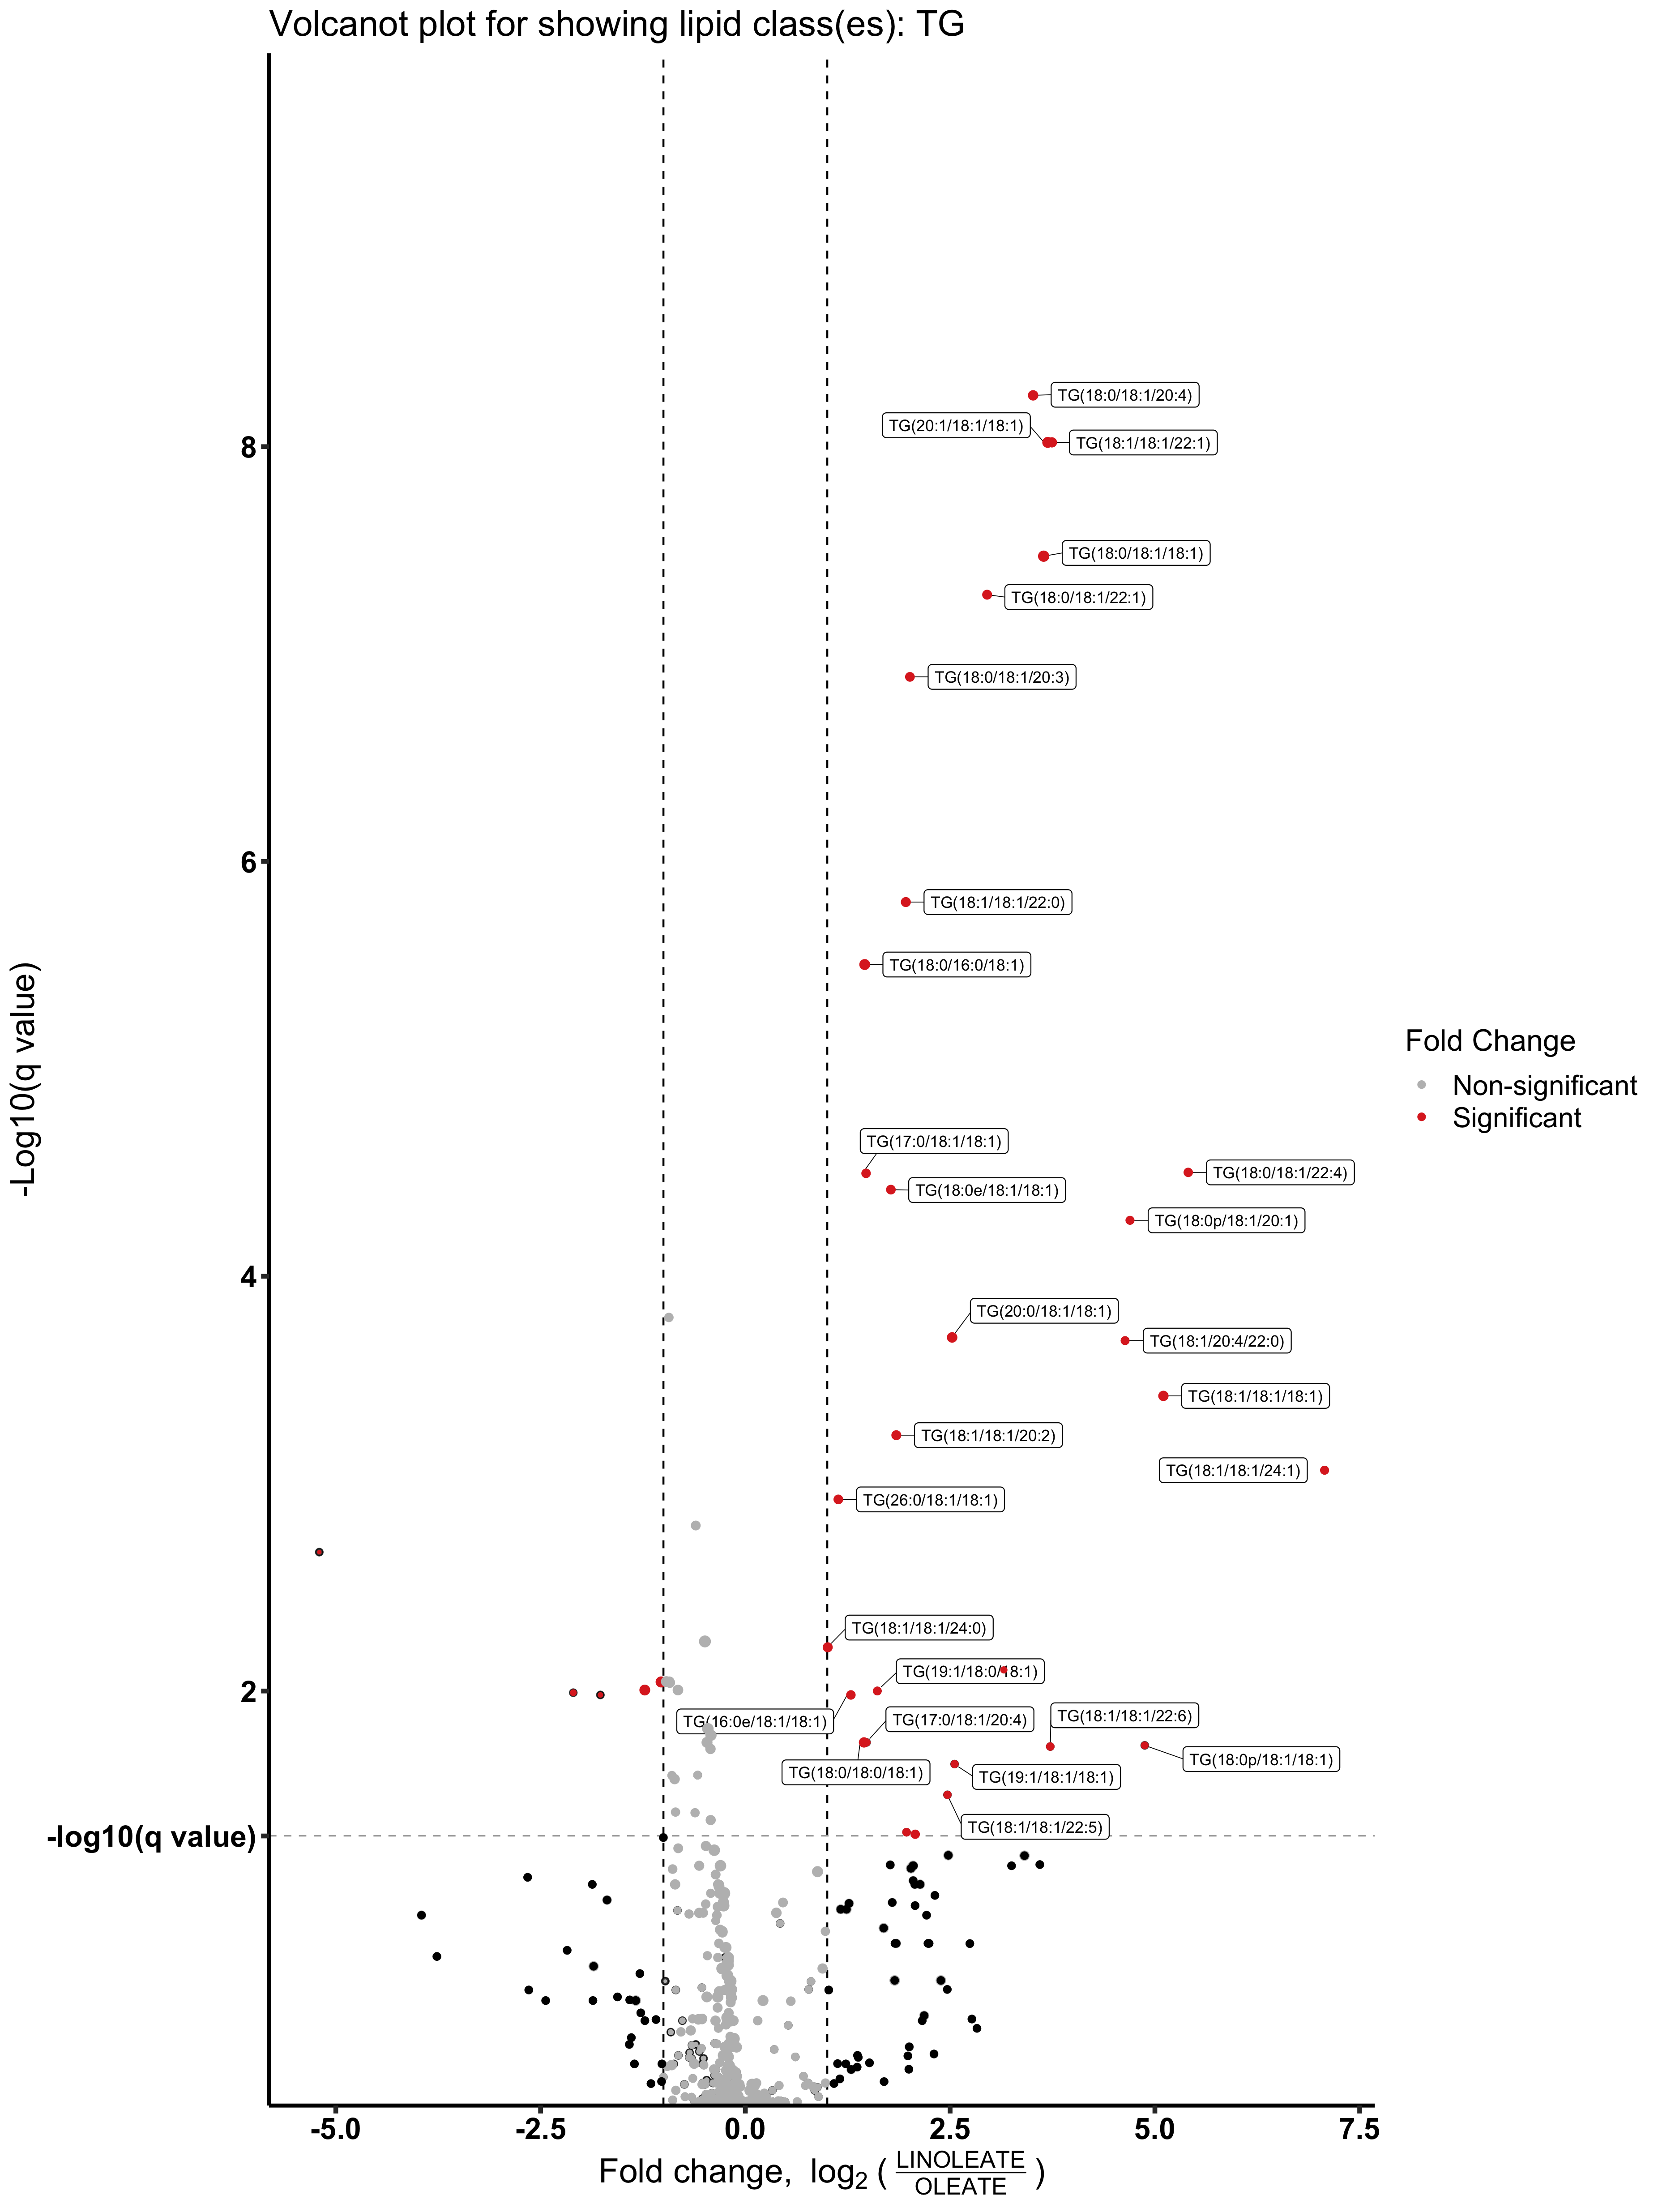 Volcanot plot for showing lipid class(es): TG
TG(18:0/18:1/20:4)
TG(20:1/18:1/18:1)
TG(18:1/18:1/22:1)
8
TG(18:0/18:1/18:1)
TG(18:0/18:1/22:1)
TG(18:0/18:1/20:3)
6
TG(18:1/18:1/22:0)
TG(18:0/16:0/18:1)
-Log10(q value)
Fold Change
Non-significant
Significant
TG(17:0/18:1/18:1)
TG(18:0/18:1/22:4)
TG(18:0e/18:1/18:1)
TG(18:0p/18:1/20:1)
4
TG(20:0/18:1/18:1)
TG(18:1/20:4/22:0)
TG(18:1/18:1/18:1)
TG(18:1/18:1/20:2)
TG(18:1/18:1/24:1)
TG(26:0/18:1/18:1)
TG(18:1/18:1/24:0)
TG(19:1/18:0/18:1)
2
TG(16:0e/18:1/18:1)
TG(17:0/18:1/20:4)
TG(18:1/18:1/22:6)
TG(18:0p/18:1/18:1)
TG(18:0/18:0/18:1)
TG(19:1/18:1/18:1)
TG(18:1/18:1/22:5)
-log10(q value)
-5.0 -2.5 0.0 2.5 5.0 7.5
Fold change, log2 ( LINOLEATE
OLEATE )